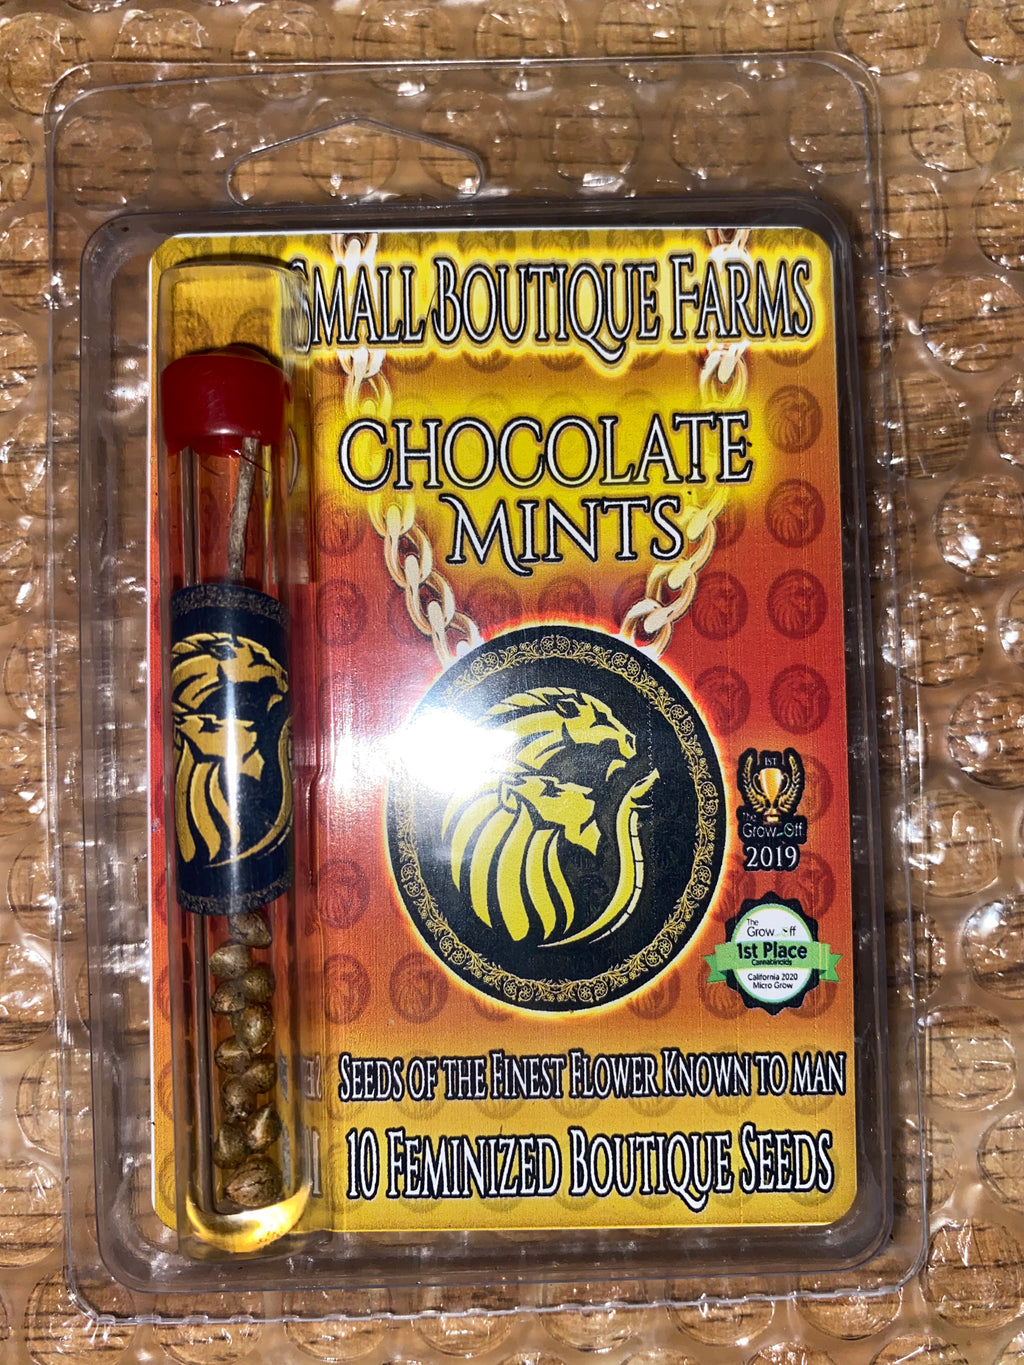 Small Boutique Farms
Chocolate
Mints
1st
The
Grow Off
2019
The
Grow Off
1st Place
Cannabinoids
California 2020
Micro Grow
Seeds of the Finest Flower Known to man
10 Feminized Boutique Seeds